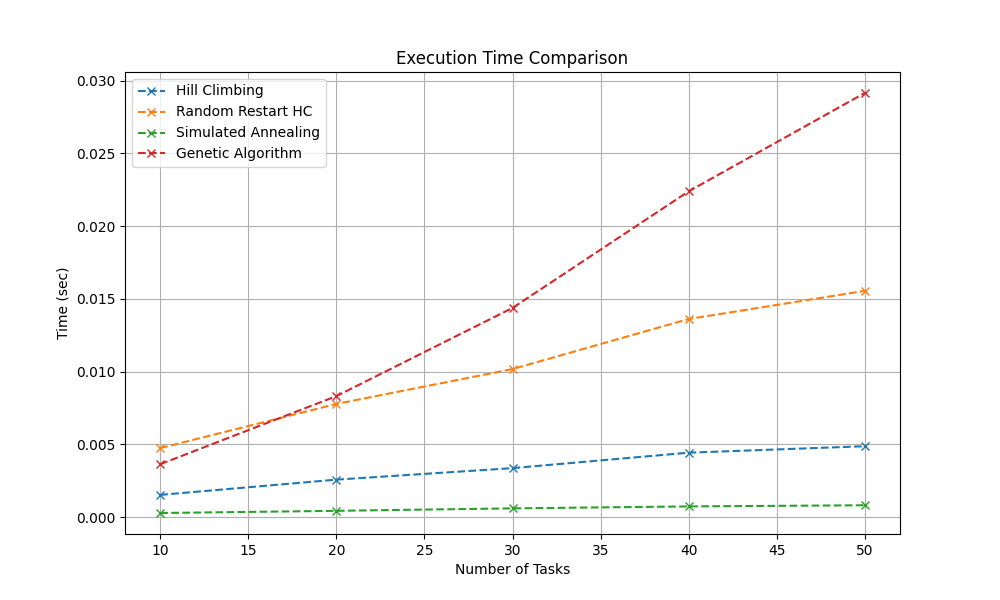 Execution Time Comparison
Hill Climbing
Random Restart HC
Simulated Annealing
Genetic Algorithm
0.030
0.025
0.020
0.015
0.010
0.005
0.000
Time (sec)
10 15 20 25 30 35 40 45 50
Number of Tasks